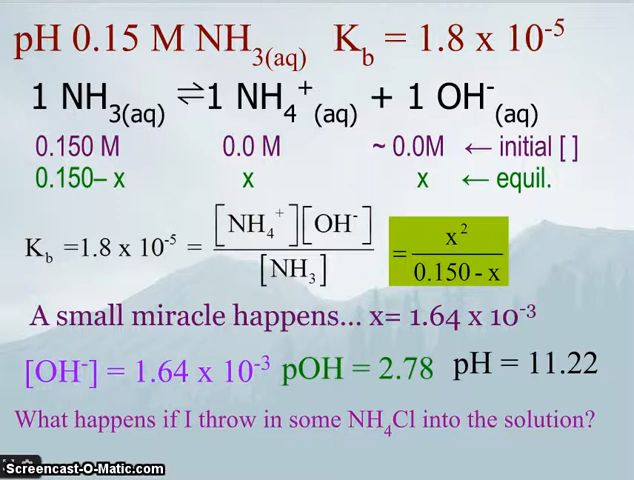 pH 0.15 M NH₃₍aq₎ K_b = 1.8 x 10⁻⁵
1 NH₃₍aq₎ ⇌1 NH₄⁺₍aq₎ + 1 OH⁻₍aq₎
0.150 M 0.0 M ~ 0.0M ← initial [ ]
0.150– x x x ← equil.
K_b =1.8 x 10⁻⁵ = [NH₄⁺][OH⁻] / [NH₃] = x² / 0.150 - x
A small miracle happens... x= 1.64 x 10⁻³
[OH⁻] = 1.64 x 10⁻³ pOH = 2.78 pH = 11.22
What happens if I throw in some NH₄Cl into the solution?
Screencast-O-Matic.com